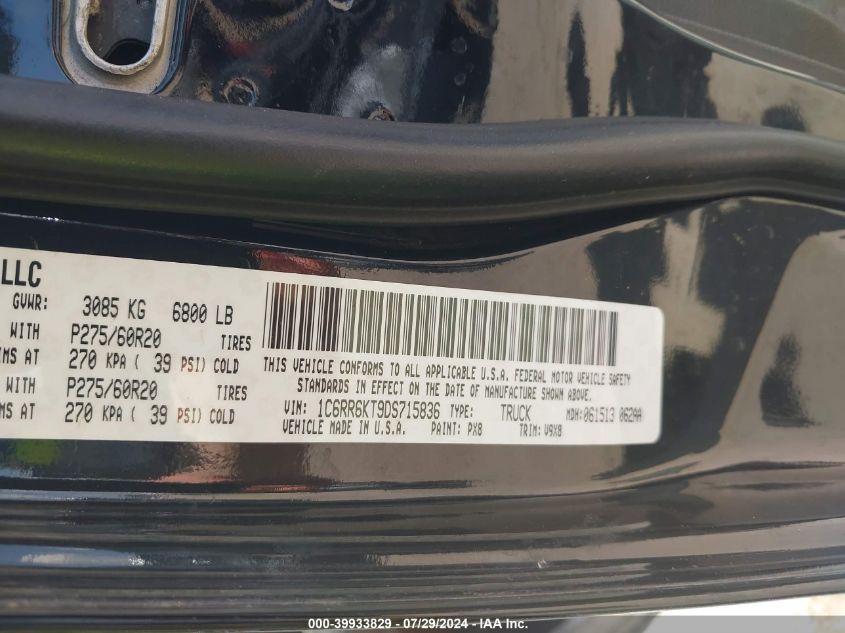 LLC
GVWR: 3085 KG 6800 LB
WITH P275/60R20 TIRES
MS AT 270 KPA ( 39 PSI) COLD
WITH P275/60R20 TIRES
MS AT 270 KPA ( 39 PSI) COLD
THIS VEHICLE CONFORMS TO ALL APPLICABLE U.S.A. FEDERAL MOTOR VEHICLE SAFETY
STANDARDS IN EFFECT ON THE DATE OF MANUFACTURE SHOWN ABOVE.
VIN: 1C6RR6KT9DS715836 TYPE: TRUCK MDH: 061513 062AA
VEHICLE MADE IN U.S.A. PAINT: PX8 TRIM: V9X8
000-39933829 - 07/29/2024 - IAA Inc.